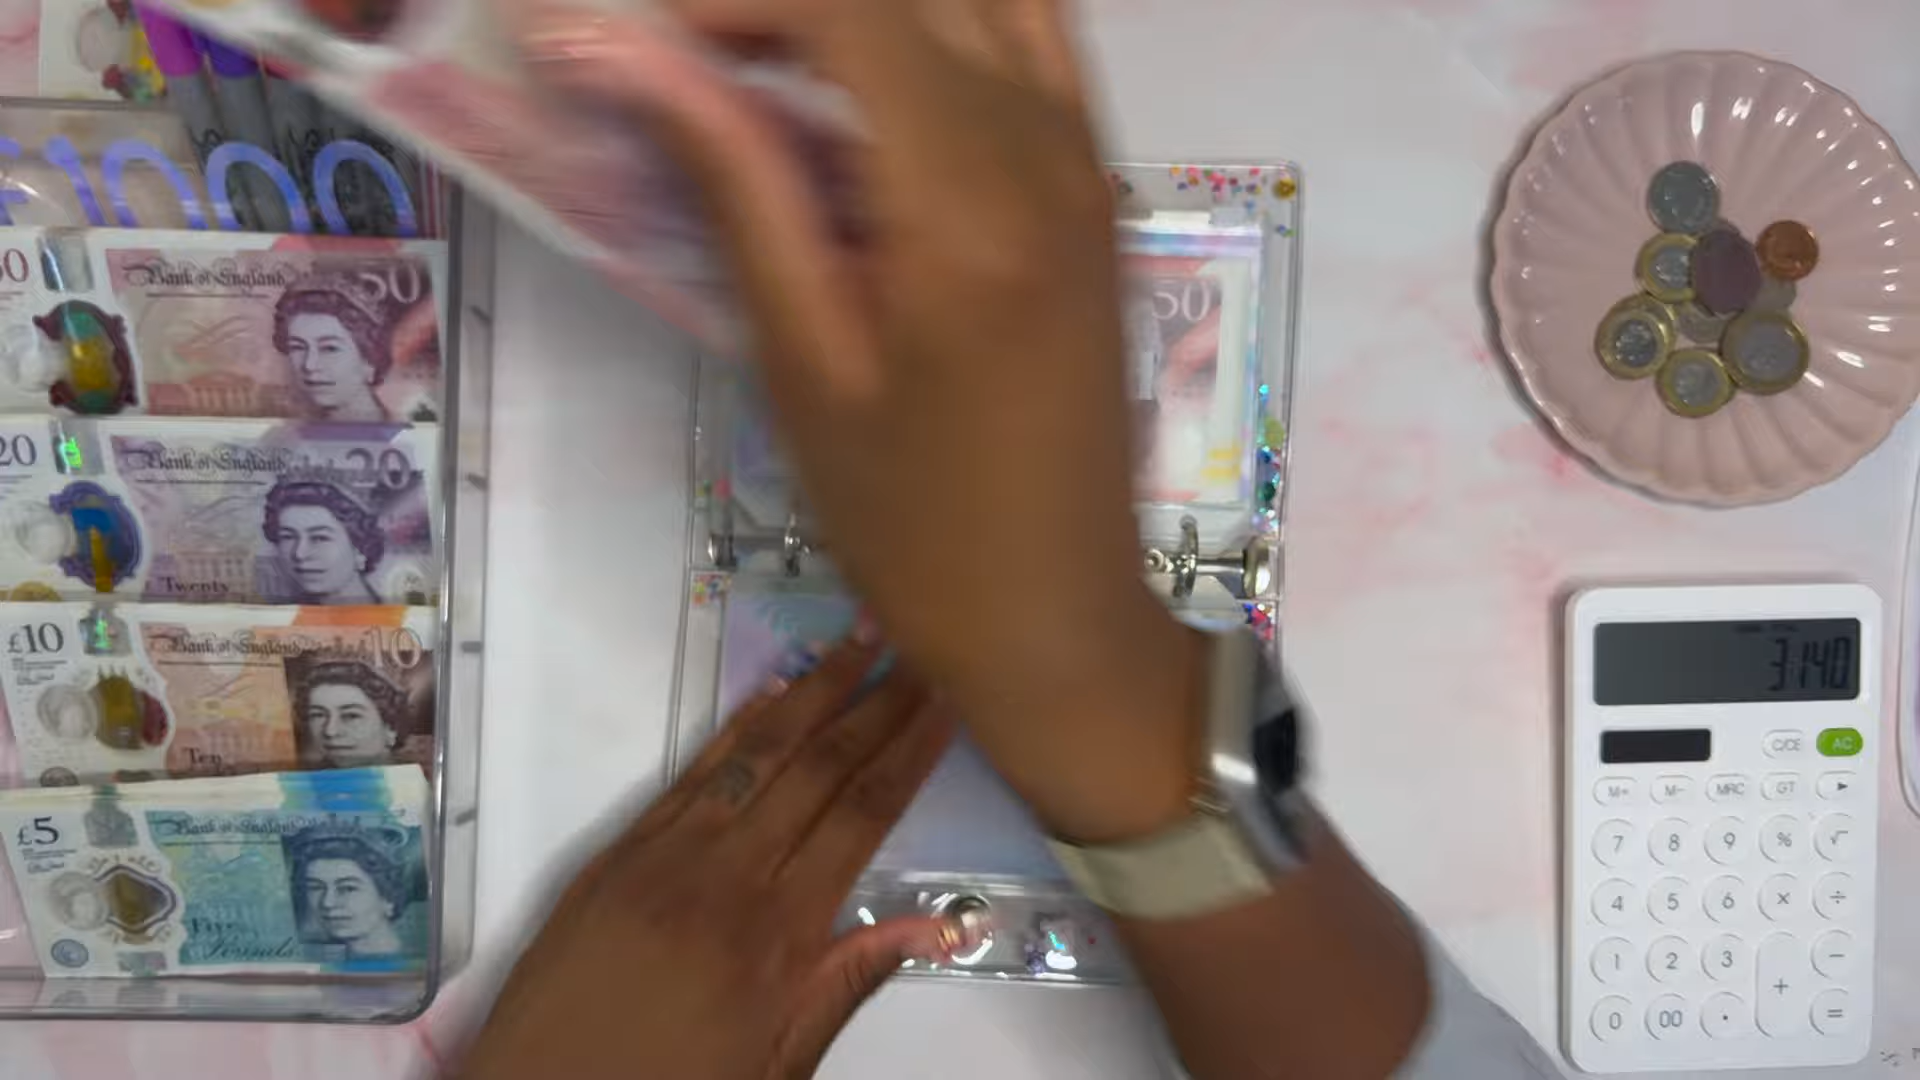 £1000
50
Bank of England
50
20
Bank of England
20
Twenty
£10
Bank of England
10
Ten
£5
Bank of England
5
Five
Pounds
50
3140
C/CE
AC
M+
M-
MRC
GT
▶
7
8
9
%
√
4
5
6
×
÷
1
2
3
+
−
0
00
.
=